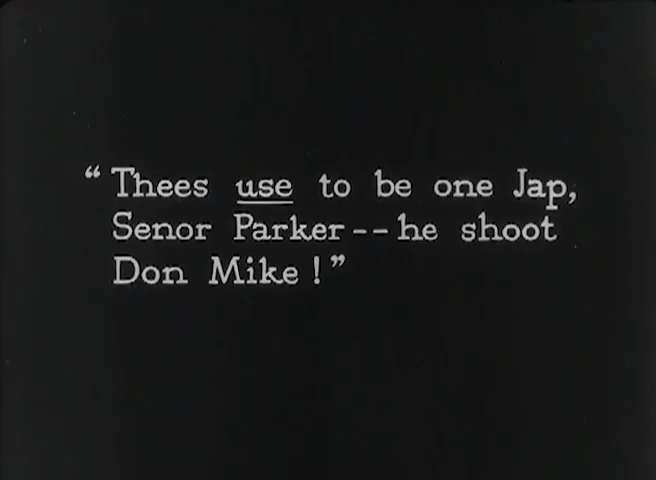 “ Thees use to be one Jap,
Senor Parker -- he shoot
Don Mike ! ”